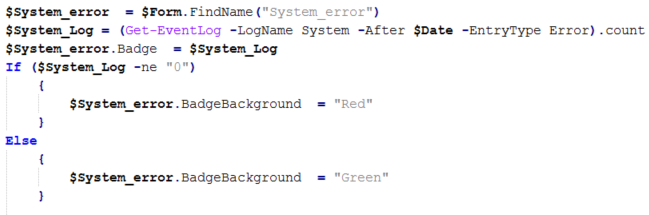 $System_error  = $Form.FindName("System_error")
$System_Log = (Get-EventLog -LogName System -After $Date -EntryType Error).count
$System_error.Badge  = $System_Log
If ($System_Log -ne "0")
    {
        $System_error.BadgeBackground  = "Red"
    }
Else
    {
        $System_error.BadgeBackground  = "Green"
    }